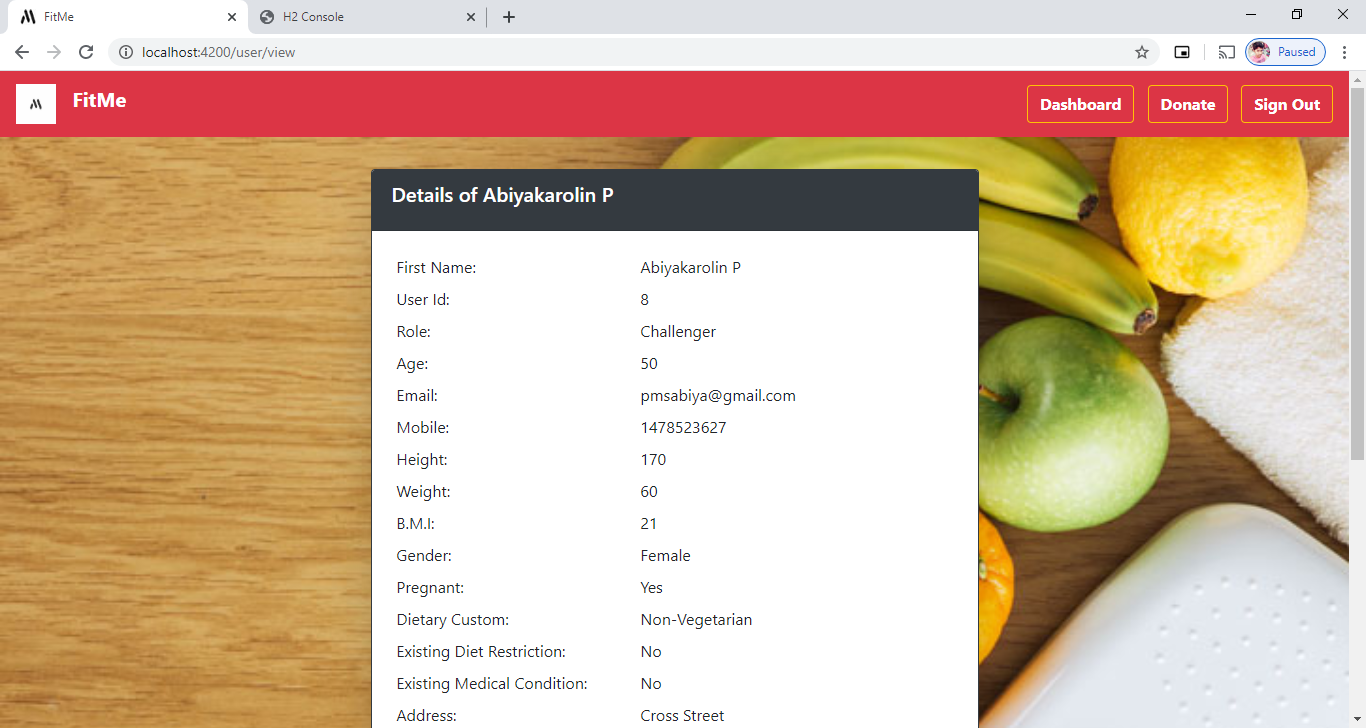 FitMe
H2 Console
localhost:4200/user/view
Paused
FitMe
Dashboard
Donate
Sign Out
Details of Abiyakarolin P
First Name: Abiyakarolin P
User Id: 8
Role: Challenger
Age: 50
Email: pmsabiya@gmail.com
Mobile: 1478523627
Height: 170
Weight: 60
B.M.I: 21
Gender: Female
Pregnant: Yes
Dietary Custom: Non-Vegetarian
Existing Diet Restriction: No
Existing Medical Condition: No
Address: Cross Street